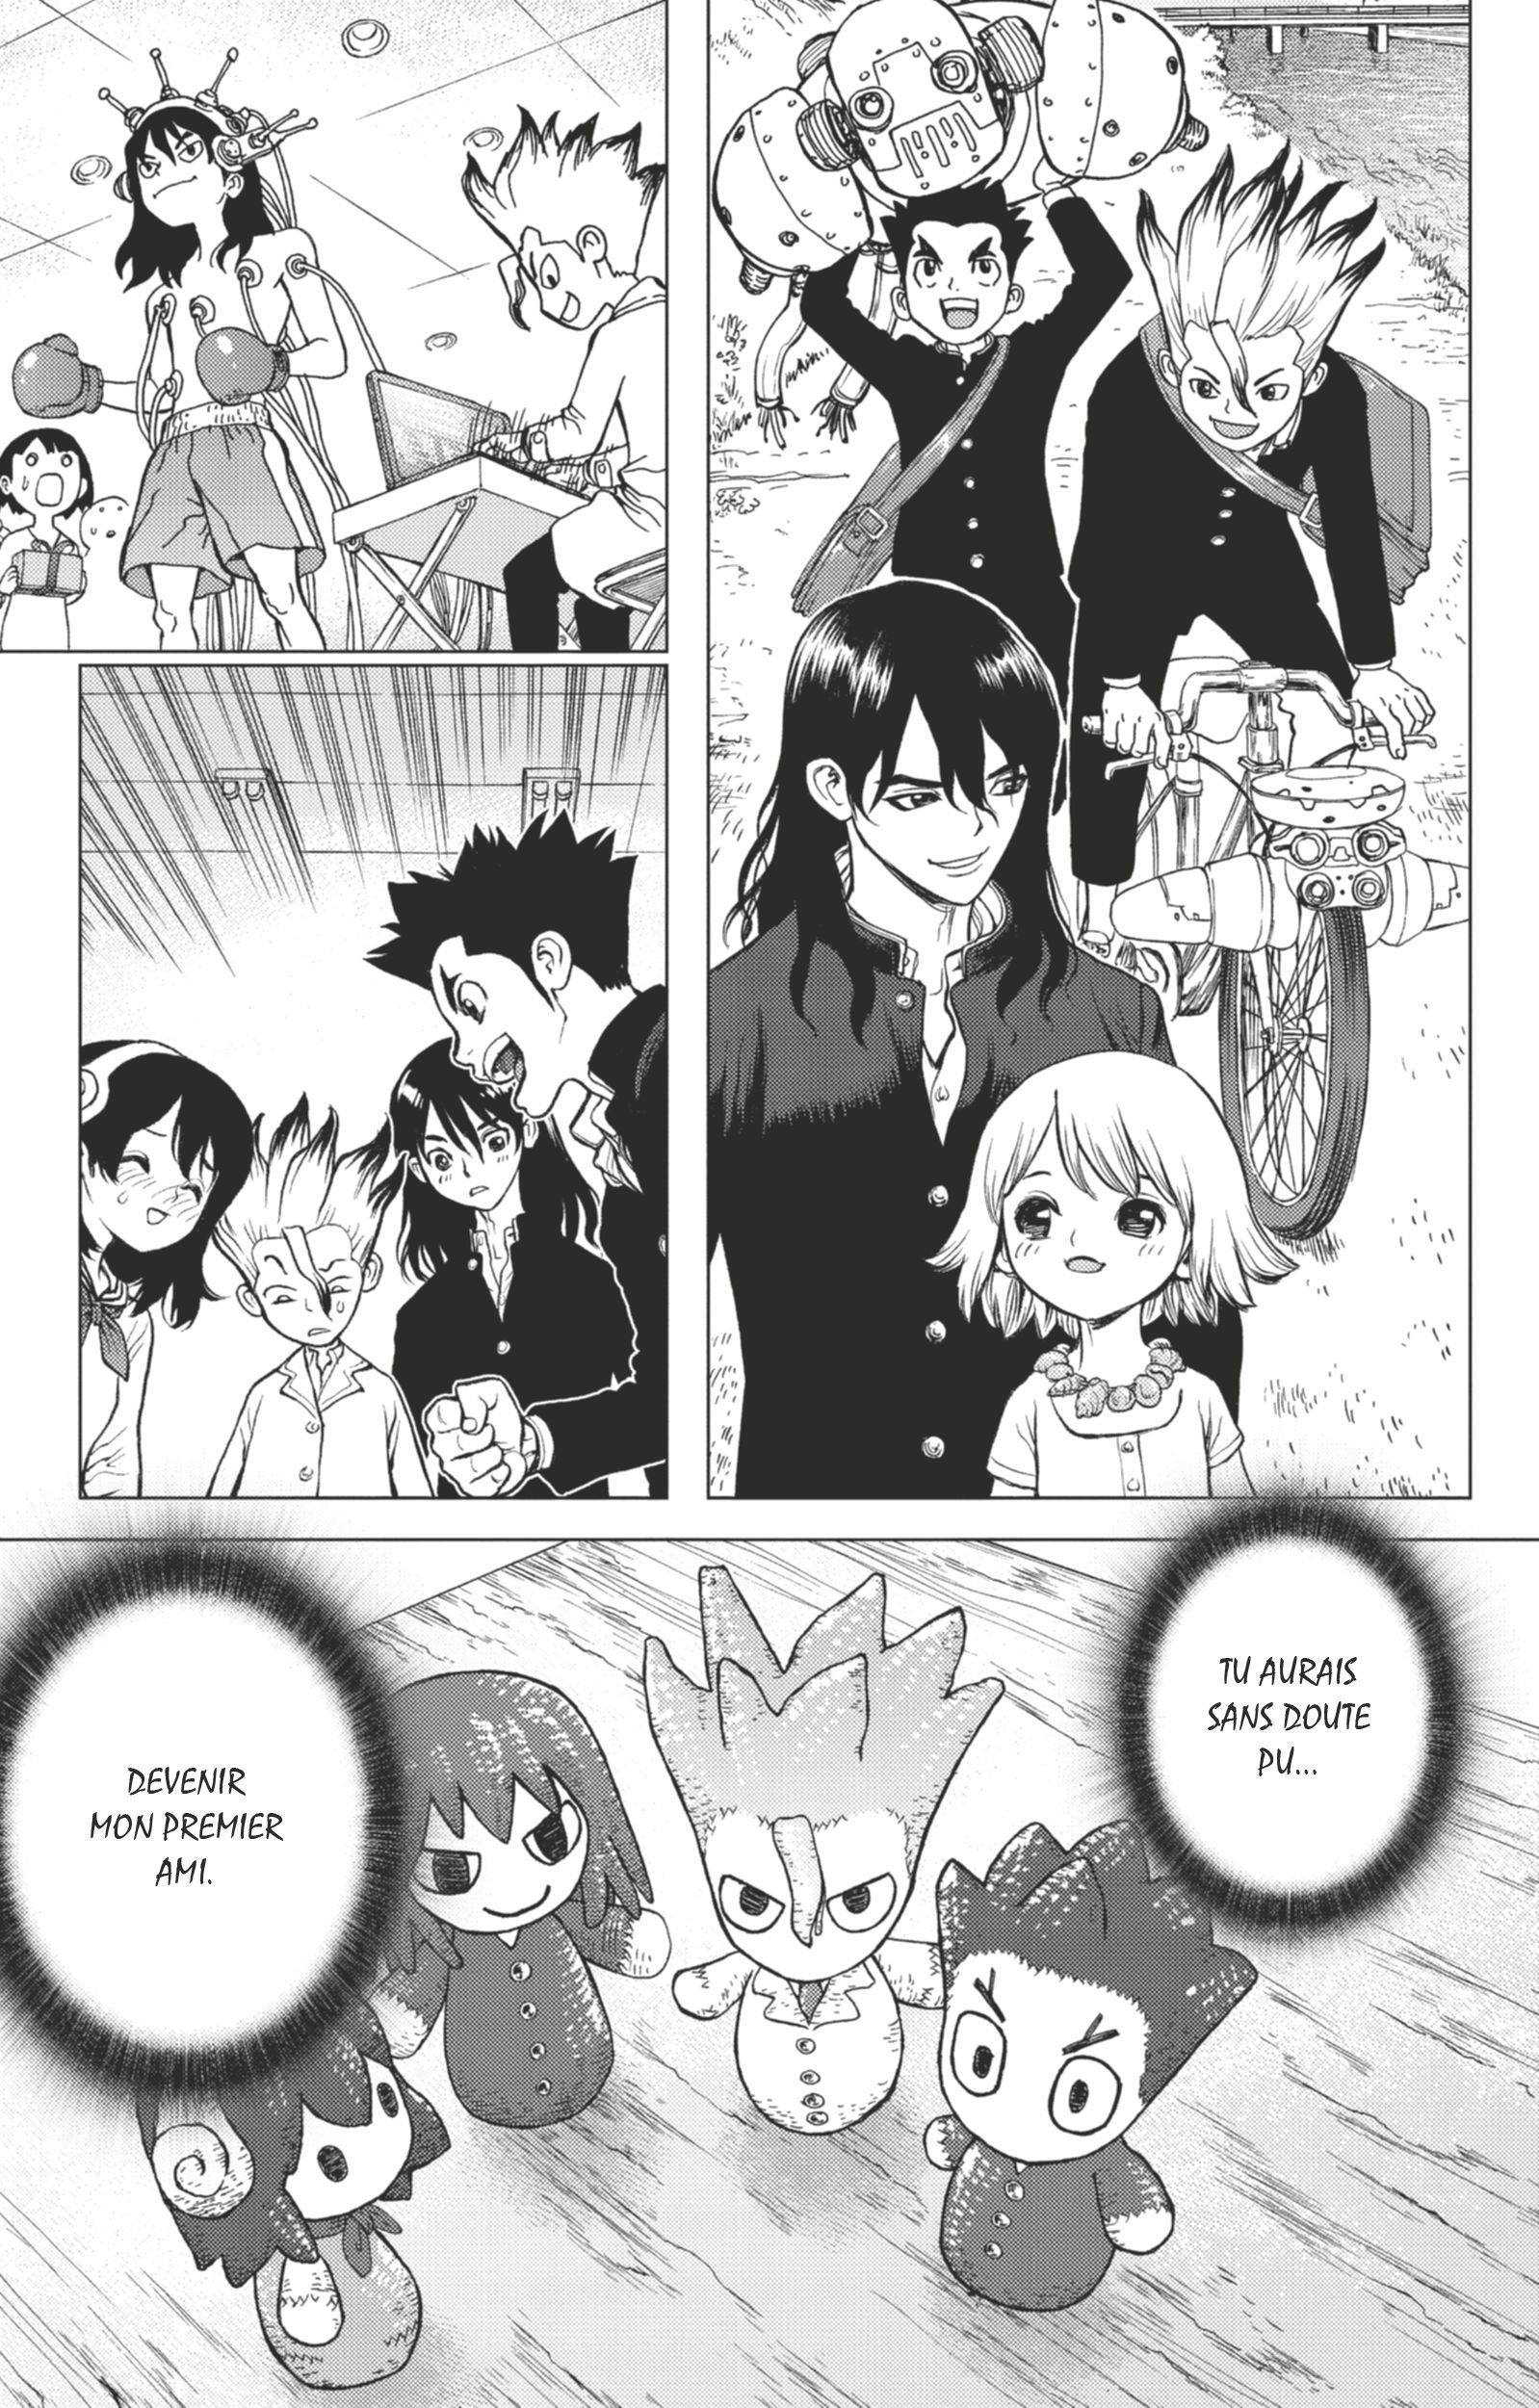 TU AURAIS
SANS DOUTE
PU...
DEVENIR
MON PREMIER
AMI.